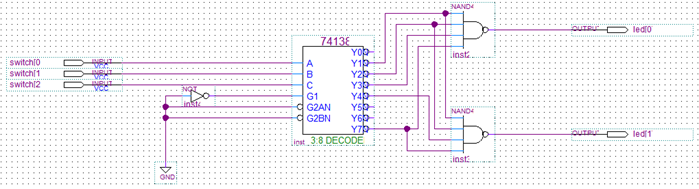 NAND4
74138
switch[0
INPUT
VCC
OUTPUT
led[0
inst2
switch[1
INPUT
VCC
switch[2
INPUT
VCC
A
B
C
G1
G2AN
G2BN
Y0N
Y1N
Y2N
Y3N
Y4N
Y5N
Y6N
Y7N
NOT
inst4
inst
3:8 DECODE
NAND4
OUTPUT
led[1
inst
GND